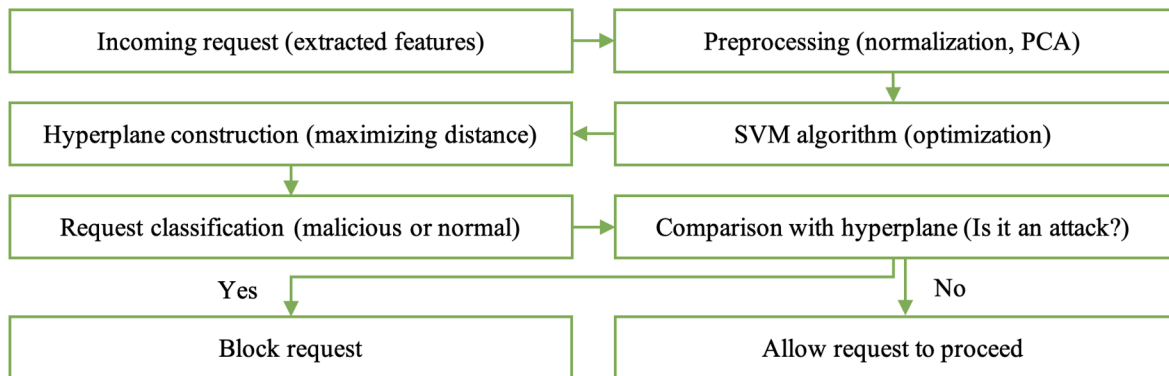 Incoming request (extracted features)
Preprocessing (normalization, PCA)
Hyperplane construction (maximizing distance)
SVM algorithm (optimization)
Request classification (malicious or normal)
Comparison with hyperplane (Is it an attack?)
Yes
No
Block request
Allow request to proceed